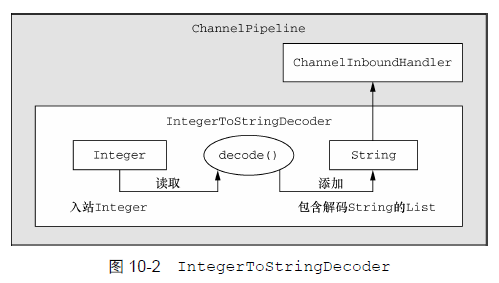 ChannelPipeline
ChannelInboundHandler
IntegerToStringDecoder
Integer
decode()
String
读取
添加
入站Integer
包含解码String的List
图 10-2 IntegerToStringDecoder